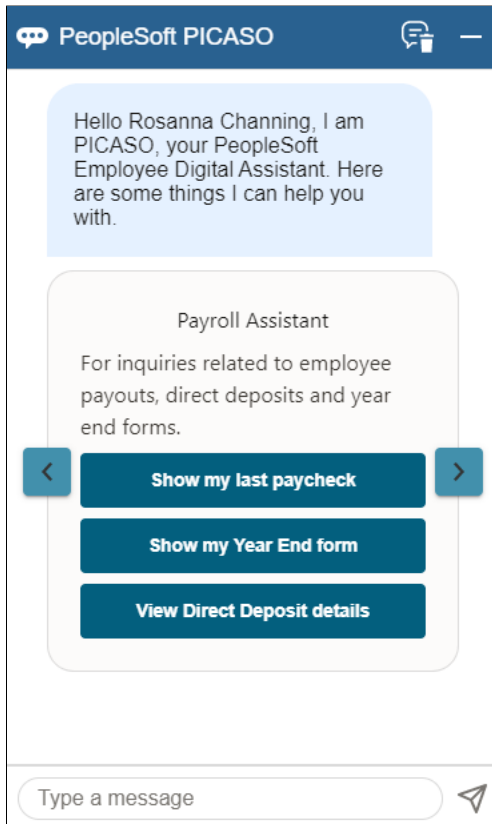 PeopleSoft PICASO
Hello Rosanna Channing, I am
PICASO, your PeopleSoft
Employee Digital Assistant. Here
are some things I can help you
with.
Payroll Assistant
For inquiries related to employee
payouts, direct deposits and year
end forms.
Show my last paycheck
Show my Year End form
View Direct Deposit details
Type a message